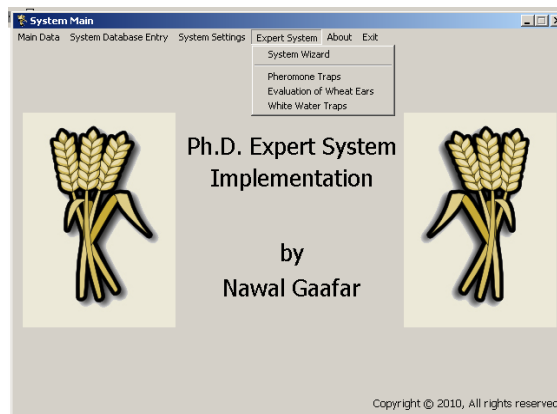 System Main
Main Data System Database Entry System Settings Expert System About Exit
System Wizard
Pheromone Traps
Evaluation of Wheat Ears
White Water Traps
Ph.D. Expert System
Implementation
by
Nawal Gaafar
Copyright © 2010, All rights reserved